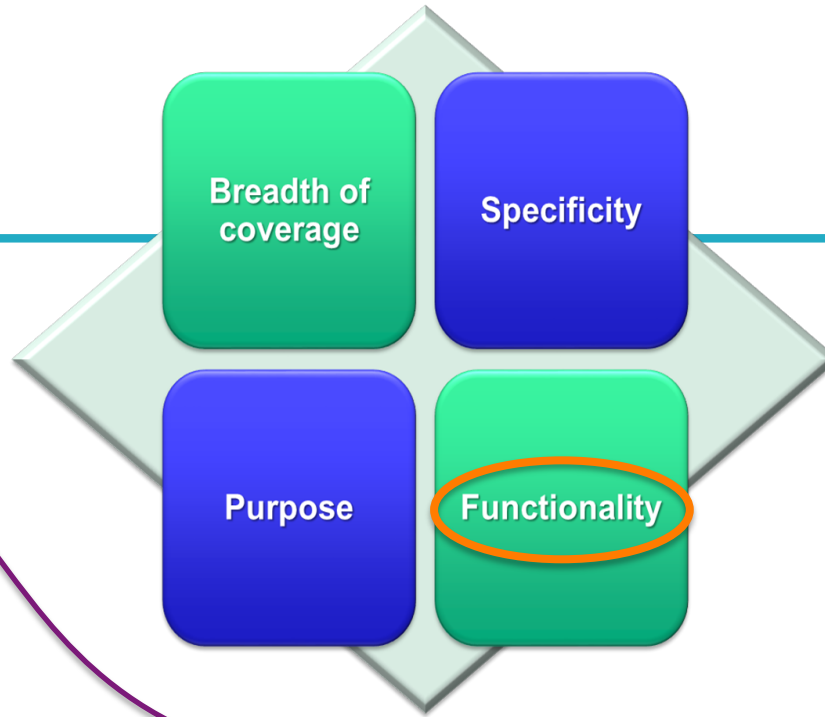 Breadth of
coverage
Specificity
Purpose
Functionality